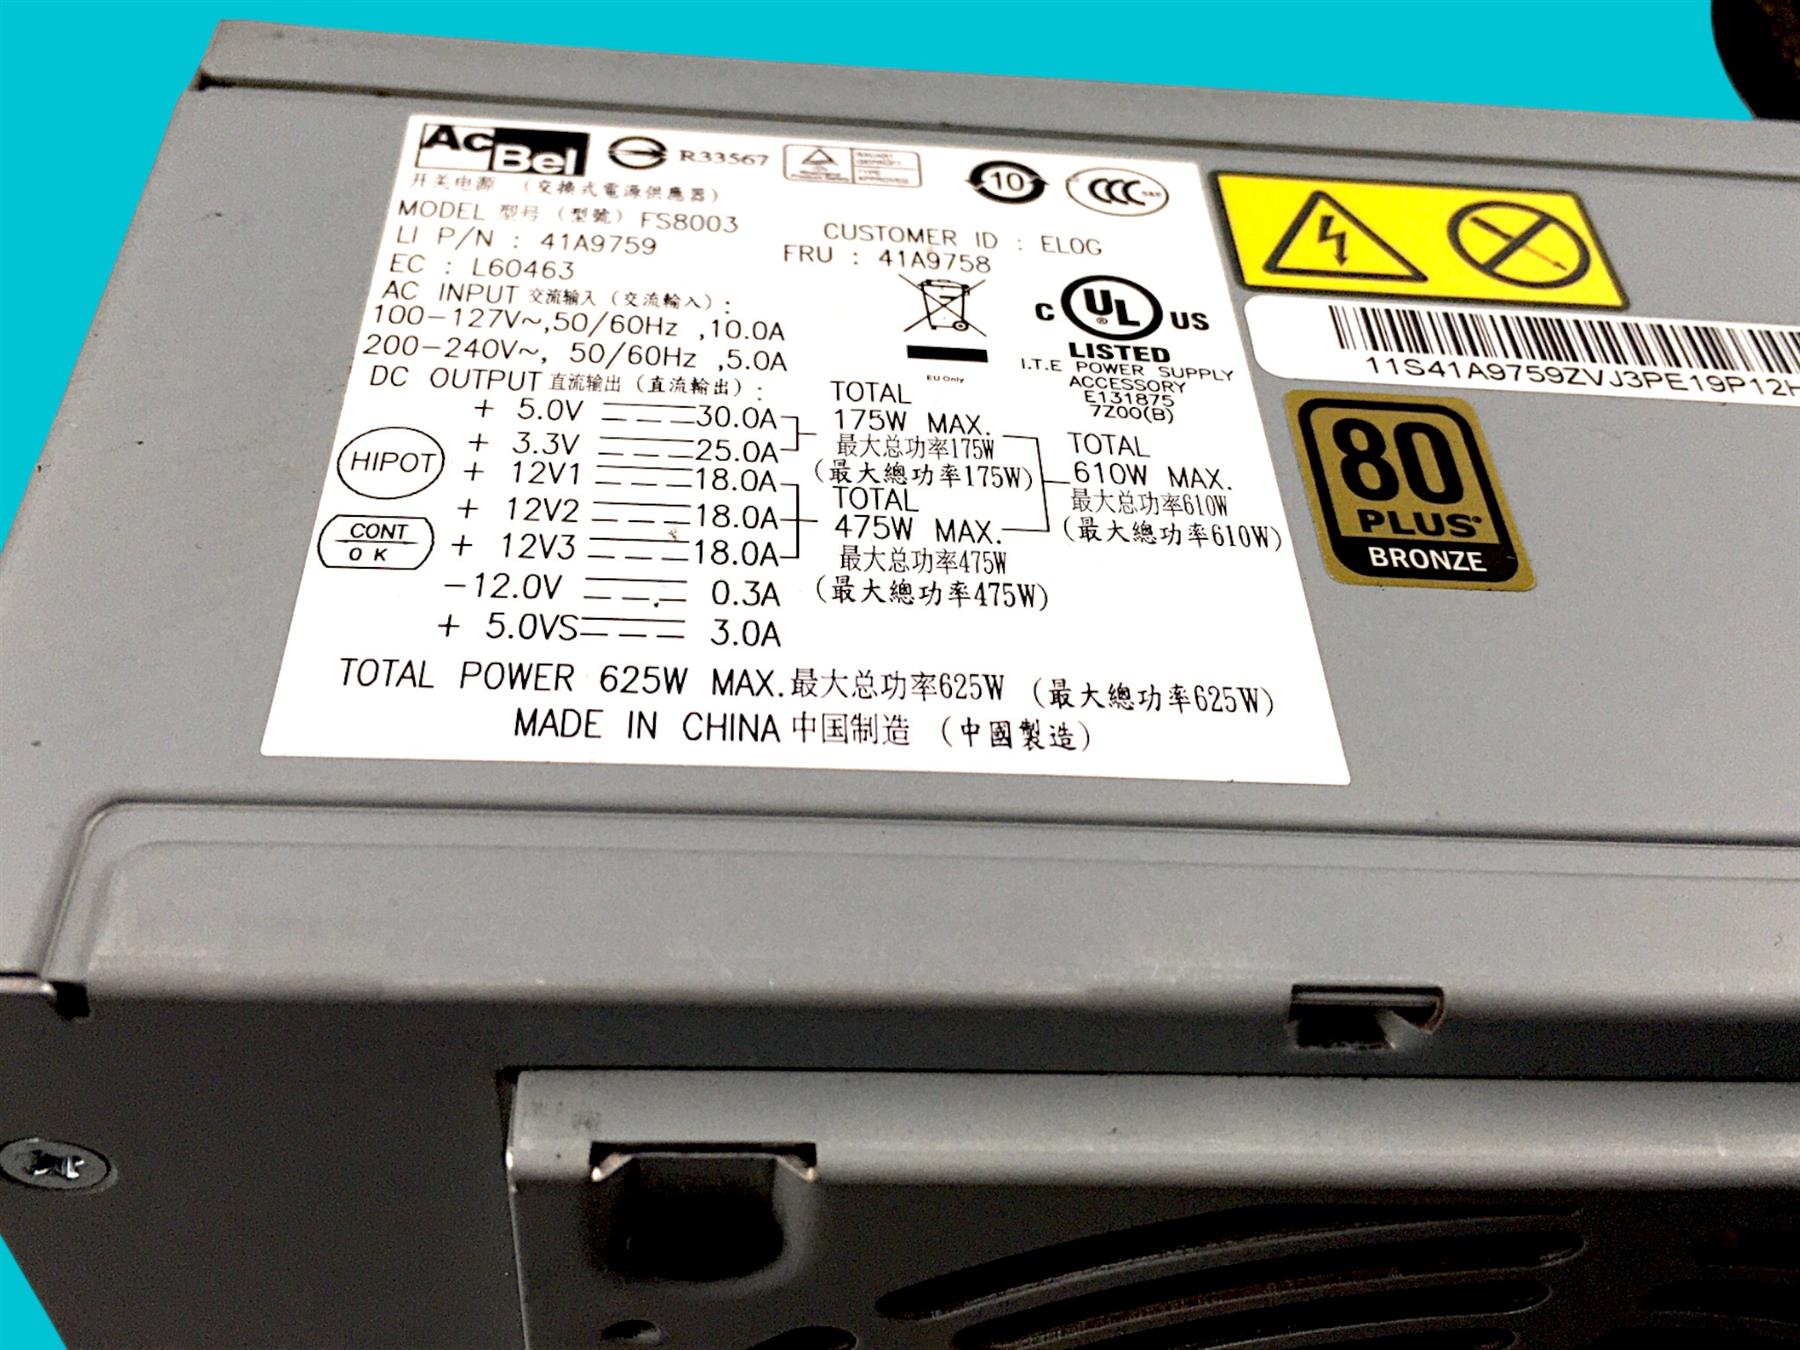 AcBel R33567
10
CCC S&E
开关电源 (交換式電源供應器)
MODEL 型号 (型號) FS8003
CUSTOMER ID : ELOG
LI P/N : 41A9759
FRU : 41A9758
EC : L60463
AC INPUT 交流输入 (交流輸入) :
100-127V~,50/60Hz ,10.0A
200-240V~, 50/60Hz ,5.0A
EU Only
C UL ® US
LISTED
I.T.E POWER SUPPLY
ACCESSORY
E131875
7Z00(B)
DC OUTPUT 直流输出 (直流輸出) :
+ 5.0V 30.0A
+ 3.3V 25.0A
+ 12V1 18.0A
+ 12V2 18.0A
+ 12V3 18.0A
-12.0V 0.3A
+ 5.0VS 3.0A
HIPOT
CONT
OK
TOTAL
175W MAX.
最大总功率175W
(最大總功率175W)
TOTAL
475W MAX.
最大总功率475W
(最大總功率475W)
TOTAL
610W MAX.
最大总功率610W
(最大總功率610W)
TOTAL POWER 625W MAX.最大总功率625W (最大總功率625W)
MADE IN CHINA 中国制造 (中國製造)
11S41A9759ZVJ3PE19P12H
80
PLUS
BRONZE